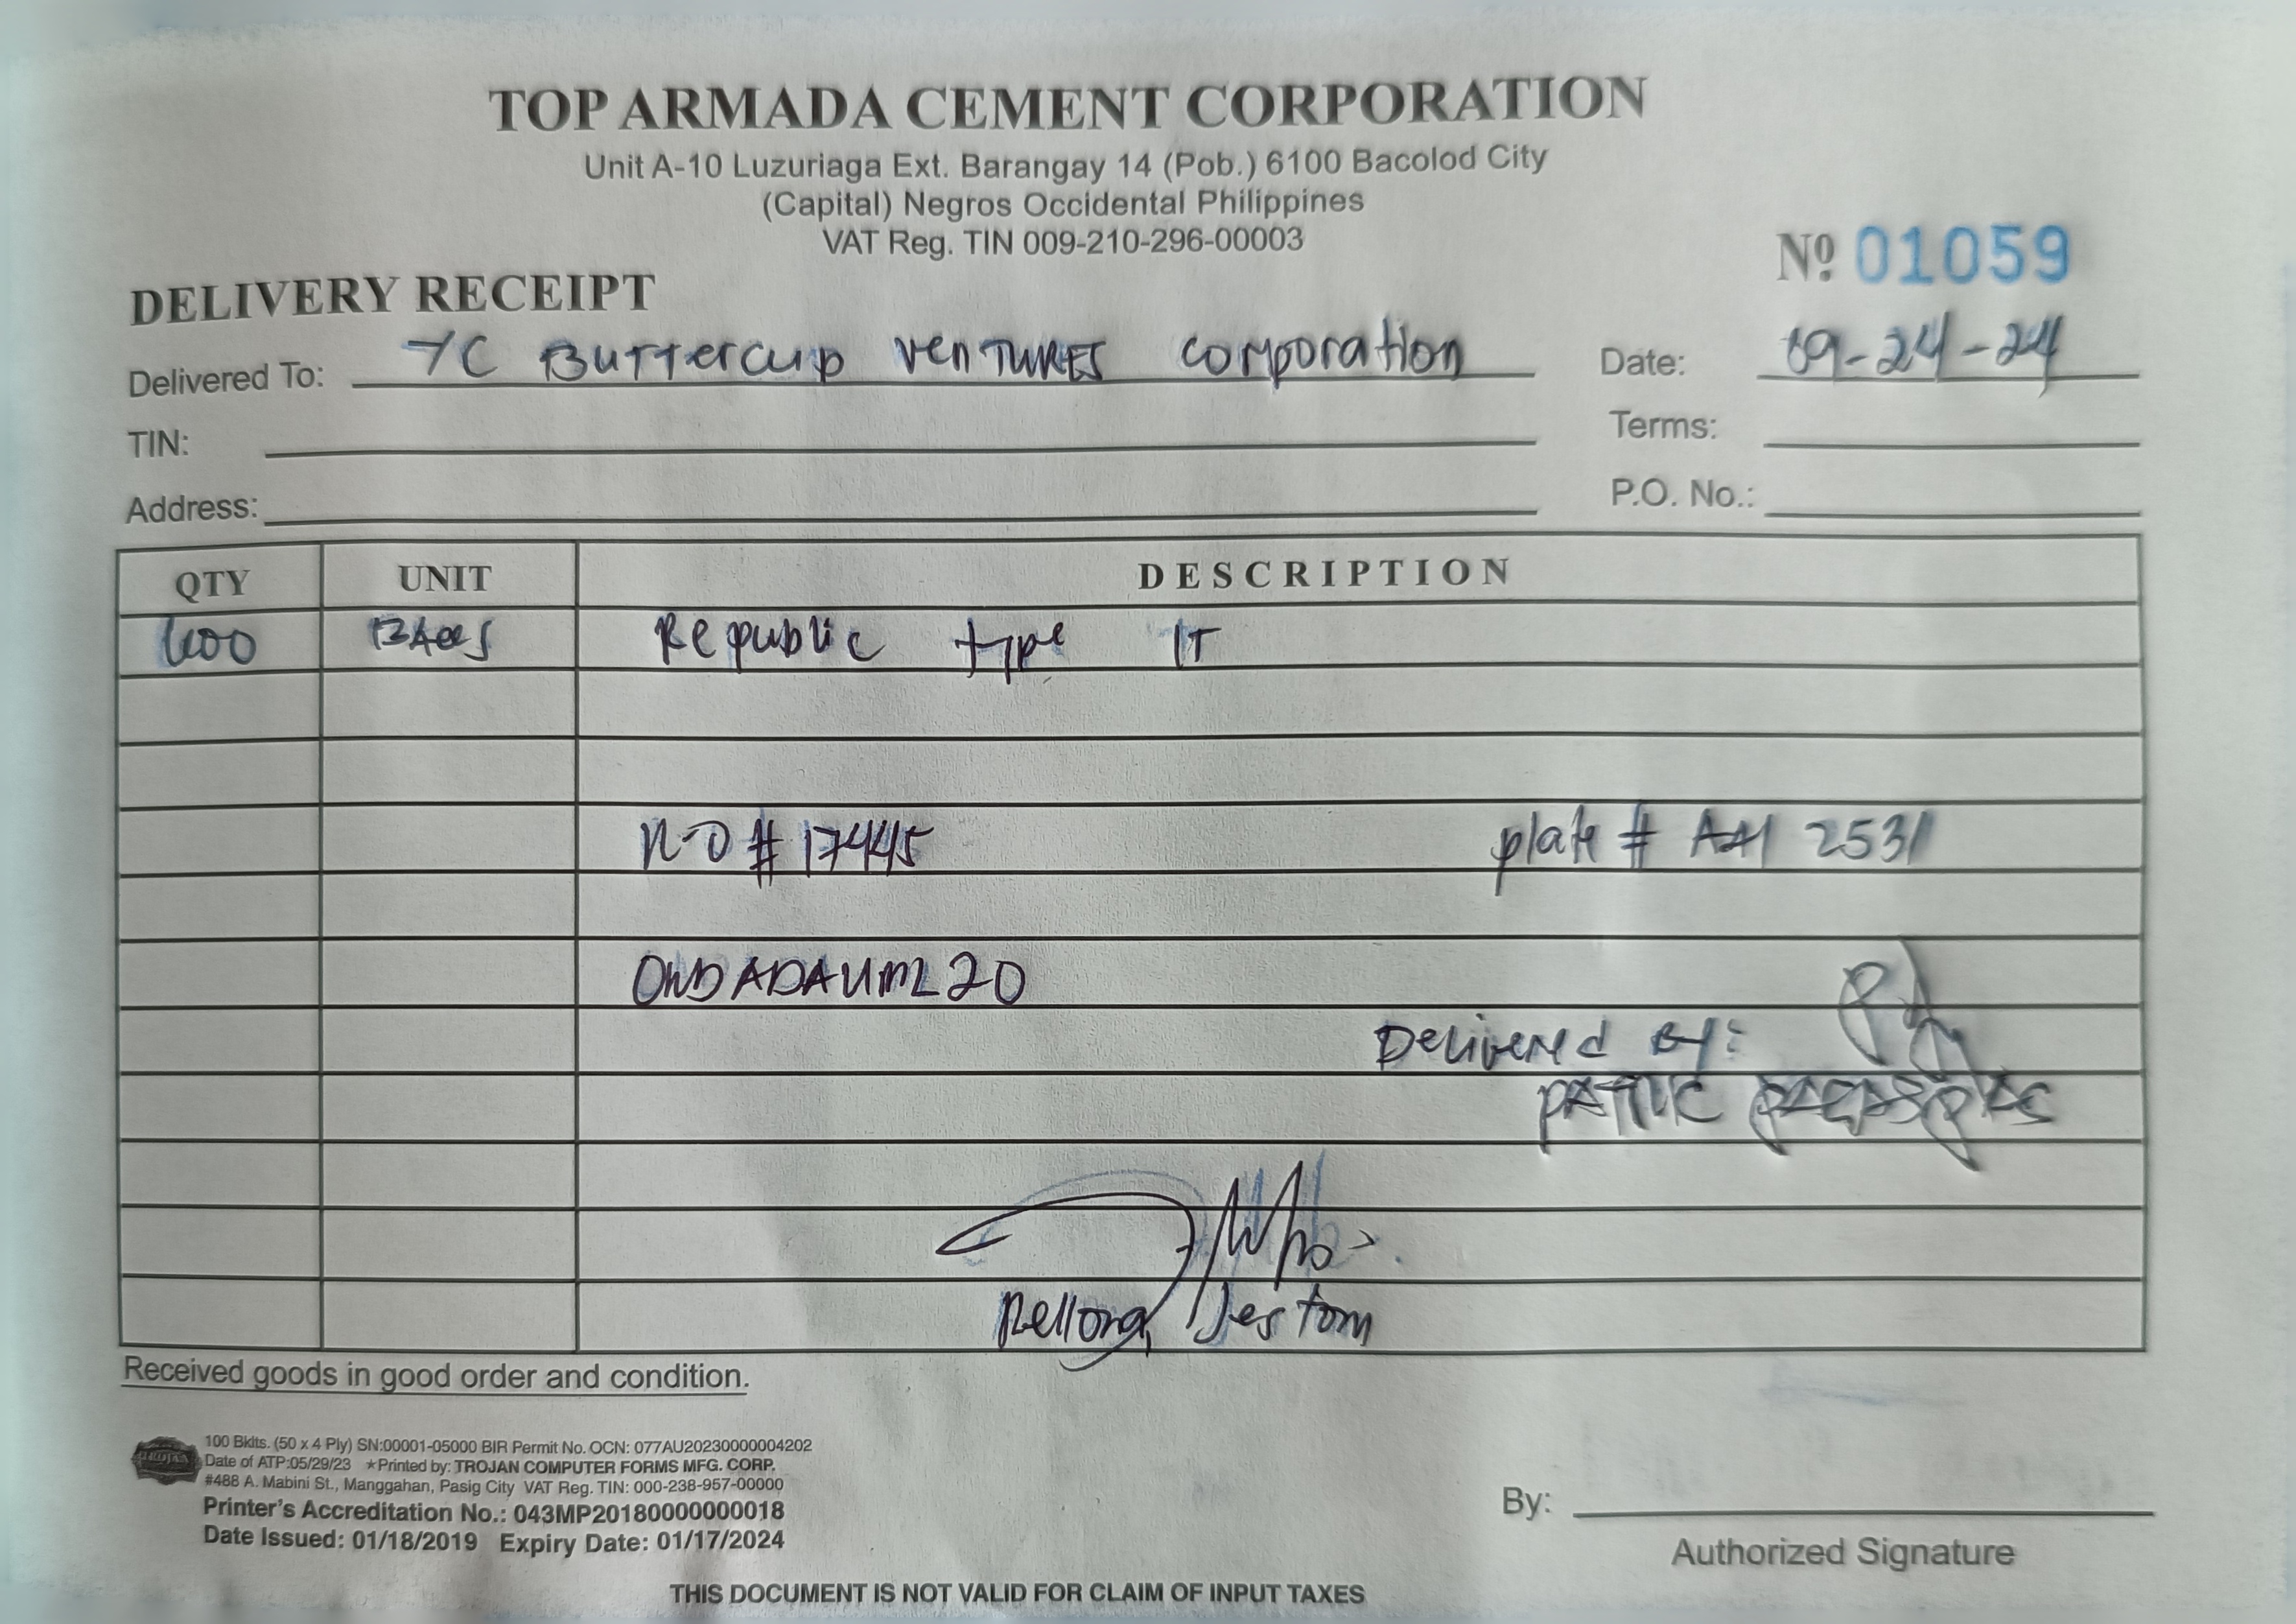 TOP ARMADA CEMENT CORPORATION
Unit A-10 Luzuriaga Ext. Barangay 14 (Pob.) 6100 Bacolod City
(Capital) Negros Occidental Philippines
VAT Reg. TIN 009-210-296-00003
Nº 01059
DELIVERY RECEIPT
Delivered To: 7C Buttercup Ventures Corporation
Date: 09-24-24
TIN:
Terms:
Address:
P.O. No.:
QTY UNIT DESCRIPTION
600 BAGS Republic type 1T
# 17445 plate # AAI 2531
20
Delivered By:
Rellona, Jestom
Received goods in good order and condition.
100 Bklts. (50 x 4 Ply) SN:00001-05000 BIR Permit No. OCN: 077AU20230000004202
Date of ATP:05/29/23 ★Printed by: TROJAN COMPUTER FORMS MFG. CORP.
#488 A. Mabini St., Manggahan, Pasig City VAT Reg. TIN: 000-238-957-00000
Printer's Accreditation No.: 043MP20180000000018
Date Issued: 01/18/2019 Expiry Date: 01/17/2024
By:
Authorized Signature
THIS DOCUMENT IS NOT VALID FOR CLAIM OF INPUT TAXES